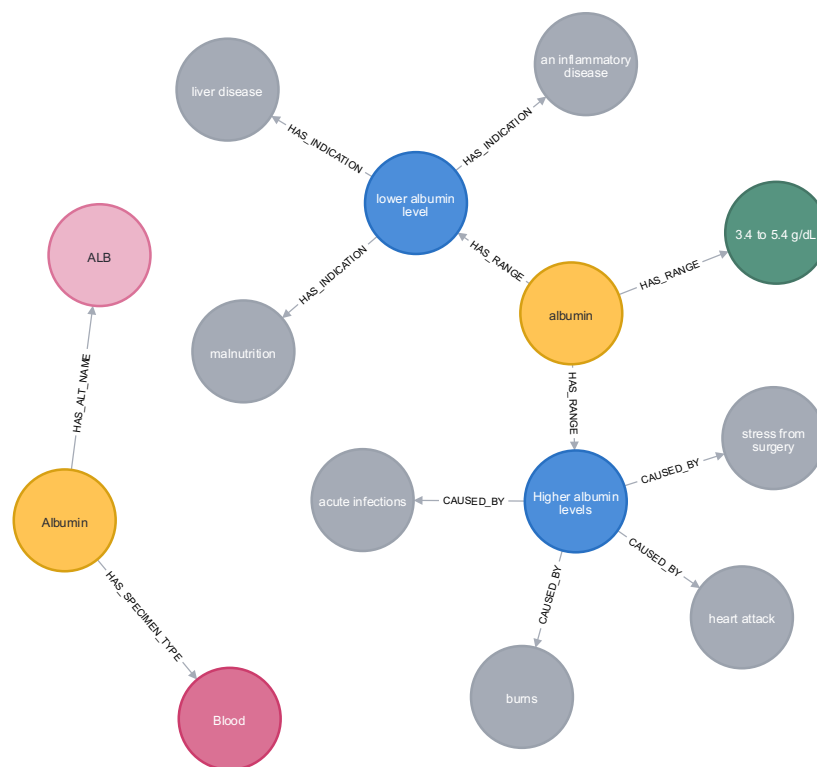 an inflammatory
disease
liver disease
HAS_INDICATION
HAS_INDICATION
lower albumin
level
3.4 to 5.4 g/dL
ALB
HAS_RANGE
HAS_RANGE
HAS_INDICATION
albumin
malnutrition
HAS_ALT_NAME
HAS_RANGE
stress from
surgery
CAUSED_BY
acute infections
CAUSED_BY
Higher albumin
levels
Albumin
CAUSED_BY
CAUSED_BY
HAS_SPECIMEN_TYPE
heart attack
burns
Blood